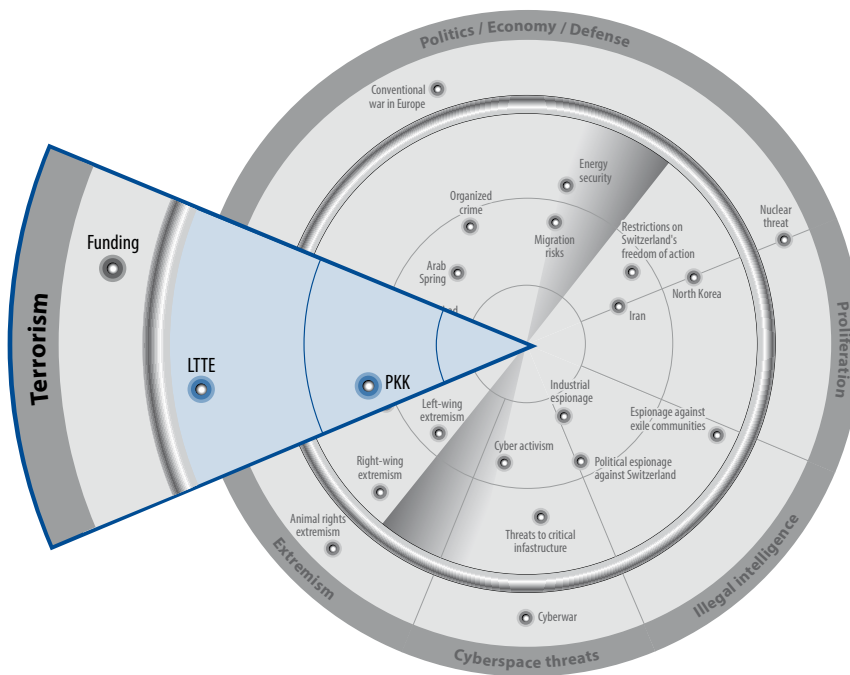 Politics / Economy / Defense
Conventional
war in Europe
Energy
security
Organized
crime
Migration
risks
Restrictions on
Switzerland's
freedom of action
Nuclear
threat
Arab
Spring
North Korea
Iran
Funding
Terrorism
LTTE
PKK
Proliferation
Industrial
espionage
Left-wing
extremism
Espionage against
exile communities
Cyber activism
Political espionage
against Switzerland
Right-wing
extremism
Animal rights
extremism
Threats to critical
infastructure
Extremism
Illegal intelligence
Cyberwar
Cyberspace threats